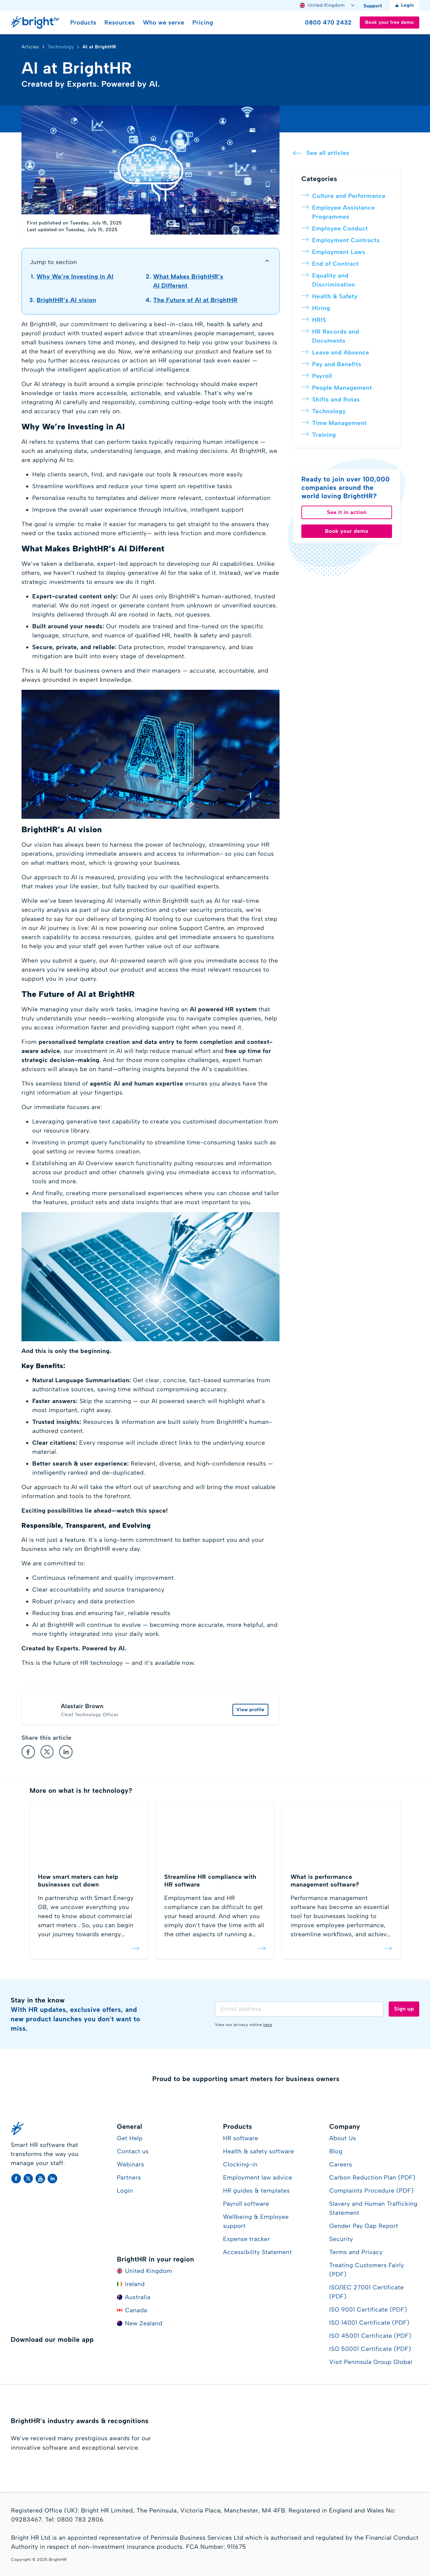 United Kingdom
Support
Login
bright hr
Products
Resources
Who we serve
Pricing
0800 470 2432
Book your free demo
Articles > Technology > AI at BrightHR
AI at BrightHR
Created by Experts. Powered by AI.
First published on Tuesday, July 15, 2025
Last updated on Tuesday, July 15, 2025
See all articles
Categories
Culture and Performance
Employee Assistance
Programmes
Employee Conduct
Employment Contracts
Employment Laws
End of Contract
Equality and
Discrimination
Health & Safety
Hiring
HRIS
HR Records and
Documents
Leave and Absence
Pay and Benefits
Payroll
People Management
Shifts and Rotas
Technology
Time Management
Training
Ready to join over 100,000
companies around the
world loving BrightHR?
See it in action
Book your demo
Jump to section
1. Why We're Investing in AI
2. What Makes BrightHR's
AI Different
3. BrightHR's AI vision
4. The Future of AI at BrightHR
At BrightHR, our commitment to delivering a best-in-class HR, health & safety and
payroll product worth trusted expert advice that streamlines people management, saves
small business owners time, and supports compliance and productivity is at the very
heart of everything we do. Now we are enhancing our product and feature set to help
you get more out of using our resources or acting as an HR operational task agent —
through the intelligent application of artificial intelligence.
Our AI strategy is centred around a simple principle: technology should make expert
knowledge or tasks more accessible, actionable, and valuable. That's why we're
integrating AI carefully and responsibly, combining cutting-edge tools with the insight
and accuracy that you can rely on.
Why We're Investing in AI
AI refers to systems that can perform tasks typically requiring human intelligence —
such as analysing data, understanding language, and making decisions. At BrightHR, we
are applying AI to:
• Help clients search, find, and navigate our tools & resources more easily
• Streamline workflows and reduce your time spent on repetitive tasks
• Personalise results to tempate and deliver more relevant, contextual information
• Improve the overall user experience through intuitive, intelligent support
The goal is simple: to make it easier for modern employers to get straight to the answers they
need or the tasks actioned more efficiently— with less friction and more confidence.
What Makes BrightHR's AI Different
We've taken a deliberate, expert-led approach to developing our AI capabilities. Unlike
others, we haven't rushed to deploy generative AI for the sake of it. Instead, we've made
strategic investments to ensure we do it right.
• Expert-curated content only: Our AI uses only BrightHR's human-authored, trusted
material. We do not ingest or generate content from unknown or unverified sources.
Insights delivered through AI are rooted in facts, not guesses.
• Built around your needs: Our models are trained and fine-tuned on the specific
language, structure, and nuance of qualified HR, health & safety and payroll.
• Secure, private, and reliable: Data protection, model transparency, and bias
mitigation are built into every stage of development.
This is AI built for business owners and their managers — accurate, accountable, and
always grounded in expert knowledge.
AI
BrightHR's AI vision
Our vision has always been to harness the power of technology, streamlining your HR
operations, providing immediate answers and access to information– so you can focus
on what matters most, which is growing your business.
Our approach to AI is measured, providing you with the technological enhancements
that makes your life easier, but fully backed by our qualified experts.
While we've been leveraging AI internally within BrightHR such as AI for real-time
security analysis as part of our data protection and cyber security protocols, we're
pleased to say for bringing AI tooling to our customers that it brings the first step in
our AI journey is a query: AI is now powering our online Support Centre, an improved
search capability to access resources, guides and get immediate answers to questions
to help you and your staff get even further value out of our software.
When you submit a query, our AI-powered search will give you immediate access to the
answers you're seeking about our product and access the most relevant resources to
support you in your query.
The Future of AI at BrightHR
While managing your daily work tasks, imagine having an AI powered HR system that
truly understands your needs—working alongside you to navigate complex queries, help
you access information faster and providing support right when you need it.
From personalised template creation and data entry to form completion and context-
aware advice, our investment in AI will help reduce manual effort and free up time for
strategic decision-making. And for those more complex challenges, expert human
advisors will always be on hand—offering insights beyond the AI's capabilities.
This seamless blend of agentic AI and human expertise ensures you always have the
right information at your fingertips.
Our immediate focuses are:
• Leveraging generative text capability to create you customised documentation from
our resource library.
• Investing in prompt query functionality to streamline time-consuming tasks such as
goal setting or review forms creation.
• Establishing an AI Overview search functionality pulling resources and information
across our product and other channels giving you immediate access to information,
tools and more.
• And finally, creating more personalised experiences where you can choose and tailor
the features, product sets and data insights that are most important to you.
And this is only the beginning.
Key Benefits:
• Natural Language Summarisation: Get clear, concise, fact-based summaries from
authoritative sources, saving time without compromising accuracy.
• Faster answers: Skip the scanning — our AI powered search will highlight what's
most important, right away.
• Trusted insights: Resources & information are built solely from BrightHR's human-
authored content.
• Clear citations: Every response will include direct links to the underlying source
material.
• Better search & user experience: Relevant, diverse, and high-confidence results —
intelligently ranked and de-duplicated.
Our approach to AI will take the effort out of searching and will bring the most valuable
information and tools to the forefront.
Exciting possibilities lie ahead—watch this space!
Responsible, Transparent, and Evolving
AI is not just a feature. It's a long-term commitment to better support you and your
business who rely on BrightHR every day.
We are committed to:
• Continuous refinement and quality improvement
• Clear accountability and source transparency
• Robust privacy and data protection
• Reducing bias and ensuring fair, reliable results
• AI at BrightHR will continue to evolve — becoming more accurate, more helpful, and
more tightly integrated into your daily work.
Created by Experts. Powered by AI.
This is the future of HR technology — and it's available now.
Alastair Brown
Chief Technology Officer
View profile
Share this article
More on what is hr technology?
How smart meters can help
businesses cut down
In partnership with Smart Energy
GB, we uncover everything you
need to know about commercial
smart meters . So, you can begin
your journey towards energy...
Streamline HR compliance with
HR software
Employment law and HR
compliance can be difficult to get
your head around. And when you
simply don't have the time with all
the other aspects of running a...
What is performance
management software?
Performance management
software has become an essential
tool for businesses looking to
improve employee performance,
streamline workflows, and achiev...
Stay in the know
With HR updates, exclusive offers, and
new product launches you don't want to
miss.
Email address
Sign up
View our privacy notice here
Proud to be supporting smart meters for business owners
Smart HR software that
transforms the way you
manage your staff.
Download our mobile app
General
Get Help
Contact us
Webinars
Partners
Login
BrightHR in your region
United Kingdom
Ireland
Australia
Canada
New Zealand
Products
HR software
Health & safety software
Clocking-in
Employment law advice
HR guides & templates
Payroll software
Wellbeing & Employee
support
Expense tracker
Accessibility Statement
Company
About Us
Blog
Careers
Carbon Reduction Plan (PDF)
Complaints Procedure (PDF)
Slavery and Human Trafficking
Statement
Gender Pay Gap Report
Security
Terms and Privacy
Treating Customers Fairly
(PDF)
ISO/IEC 27001 Certificate
(PDF)
ISO 9001 Certificate (PDF)
ISO 14001 Certificate (PDF)
ISO 45001 Certificate (PDF)
ISO 50001 Certificate (PDF)
Visit Peninsula Group Global
BrightHR's industry awards & recognitions
We've received many prestigious awards for our
innovative software and exceptional service.
Registered Office (UK): Bright HR Limited, The Peninsula, Victoria Place, Manchester, M4 4FB. Registered in England and Wales No:
09283467. Tel: 0800 783 2806.
Bright HR Ltd is an appointed representative of Peninsula Business Services Ltd which is authorised and regulated by the Financial Conduct
Authority in respect of non-investment insurance products. FCA Number: 911675
Copyright © 2025 BrightHR